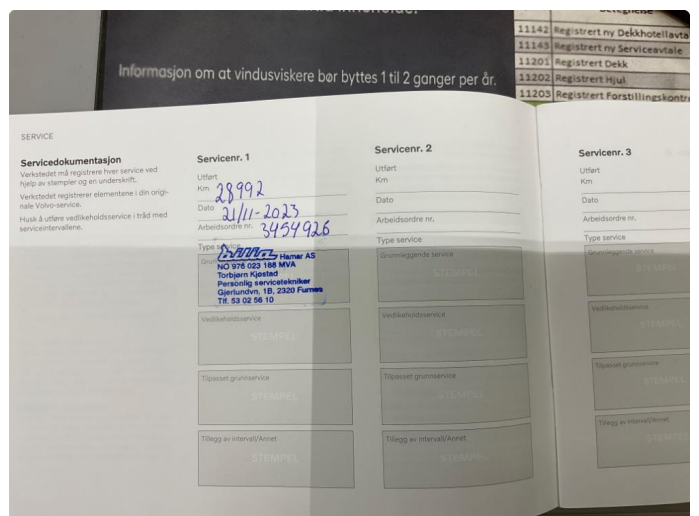 Informasjon om at vindusviskere bør byttes 1 til 2 ganger per år.
11142 Registrert ny Dekkhotellavta
11143 Registrert ny Serviceavtale
11201 Registrert Dekk
11202 Registrert Hjul
11203 Registrert Forstillingskontr
SERVICE
Servicedokumentasjon
Verkstedet må registrere hver service ved
hjelp av stempler og en underskrift.
Verkstedet registrerer elementene i din origi-
nale Volvo-service.
Husk å utføre vedlikeholdsservice i tråd med
serviceintervallene.
Servicenr. 1
Utført
Km 28992
Dato 21/11-2023
Arbeidsordre nr. 3454926
Type service
Hamar AS
NO 976 023 168 MVA
Torbjørn Kjøstad
Personlig servicetekniker
Gjerlundvn. 1B, 2320 Furnes
Tlf. 53 02 56 10
Vedlikeholdsservice
STEMPEL
Tilpasset grunnservice
STEMPEL
Tillegg av intervall/Annet
STEMPEL
Servicenr. 2
Utført
Km
Dato
Arbeidsordre nr.
Type service
Grunnleggende service
STEMPEL
Vedlikeholdsservice
STEMPEL
Tilpasset grunnservice
STEMPEL
Tillegg av intervall/Annet
STEMPEL
Servicenr. 3
Utført
Km
Dato
Arbeidsordre nr.
Type service
Grunnleggende service
STEMPEL
Vedlikeholdsservice
STEMPEL
Tilpasset grunnservice
STEMPEL
Tillegg av intervall/Annet
STEMPEL